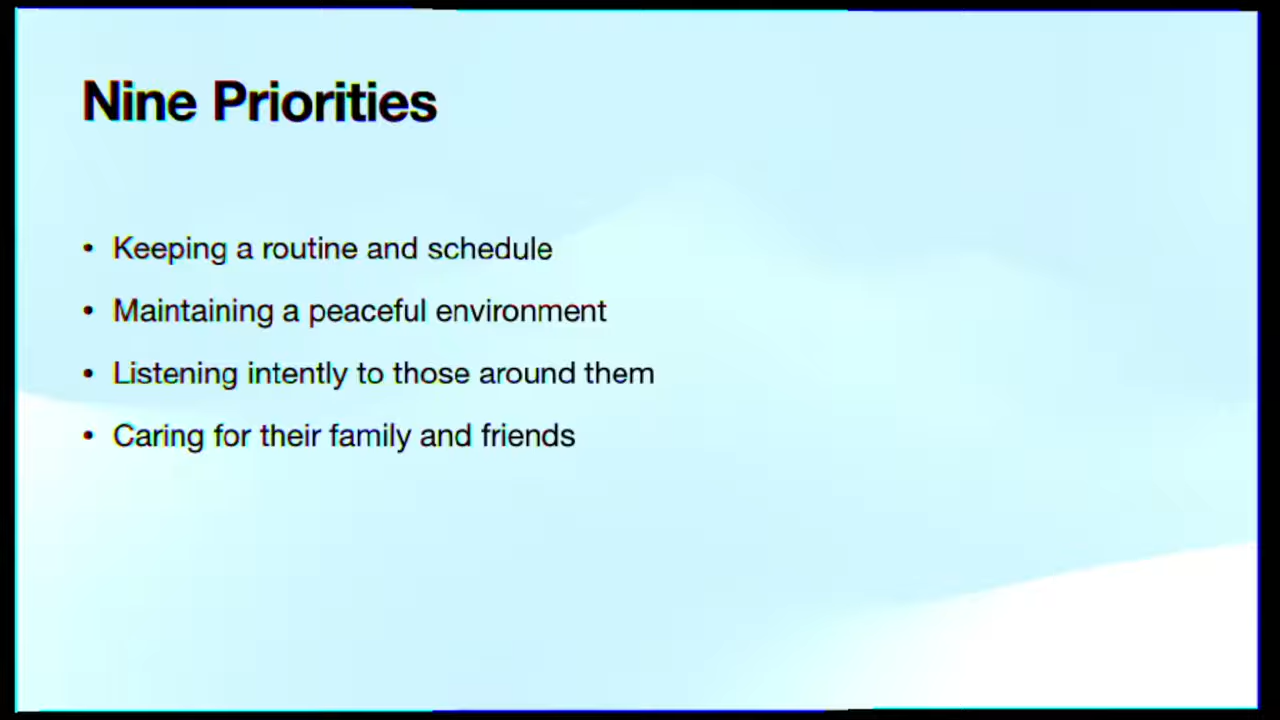 Nine Priorities
• Keeping a routine and schedule
• Maintaining a peaceful environment
• Listening intently to those around them
• Caring for their family and friends